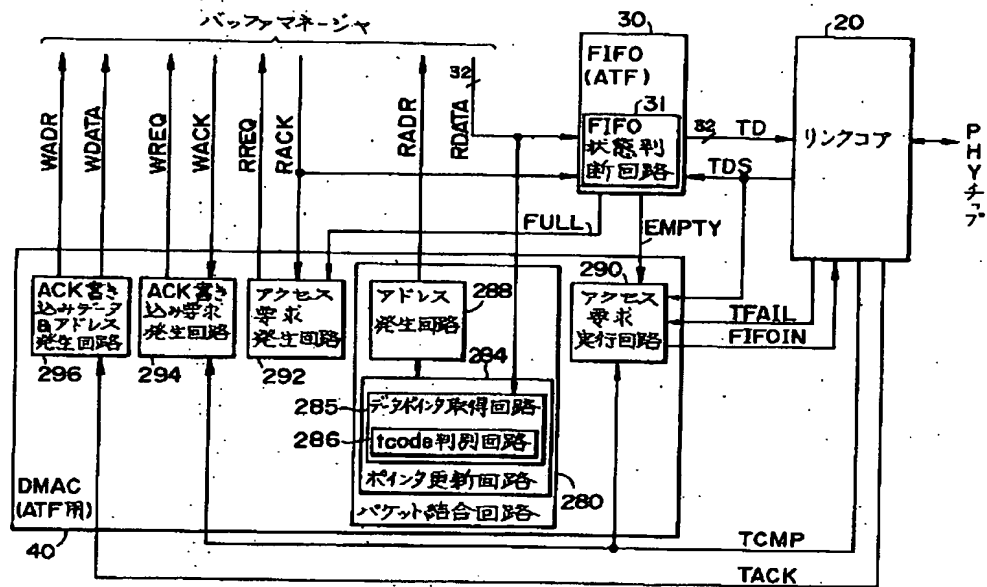 バッファマネージャ
WADR
WDATA
WREQ
WACK
RREQ
RACK
RADR
RDATA
32
30
FIFO
(ATF)
31
FIFO
状態判
断回路
32
TD
TDS
20
リンクコア
PHYチップ
FULL
EMPTY
ACK書き
込みデータ
&アドレス
発生回路
296
ACK書き
込み要求
発生回路
294
アクセス
要求
発生回路
292
アドレス
発生回路
288
284
285
データポインタ取得回路
286
tcode判別回路
ポインタ更新回路
パケット結合回路
280
290
アクセス
要求
実行回路
TFAIL
FIFOIN
DMAC
(ATF用)
40
TCMP
TACK